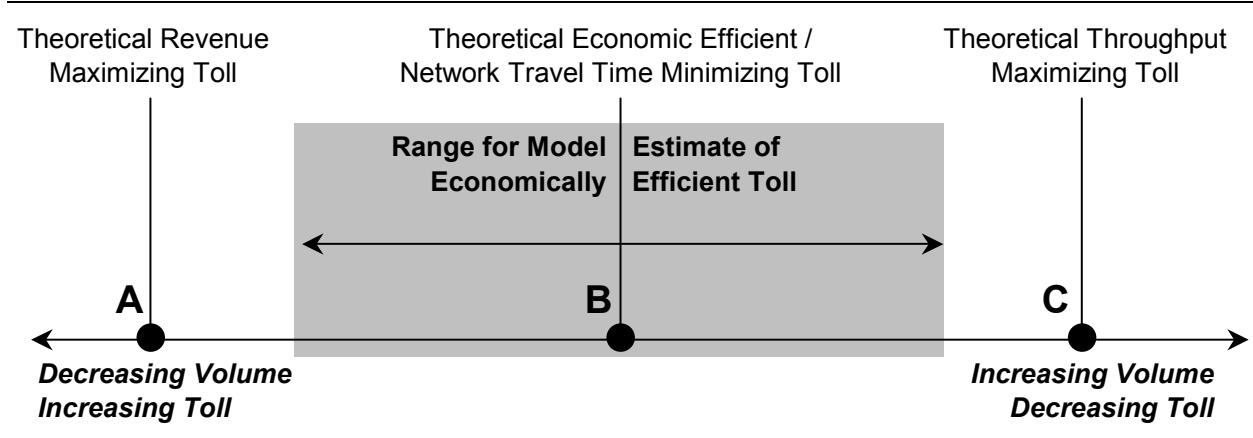 Theoretical Revenue
Maximizing Toll
Theoretical Economic Efficient /
Network Travel Time Minimizing Toll
Theoretical Throughput
Maximizing Toll
Range for Model
Economically
Estimate of
Efficient Toll
A
B
C
Decreasing Volume
Increasing Toll
Increasing Volume
Decreasing Toll